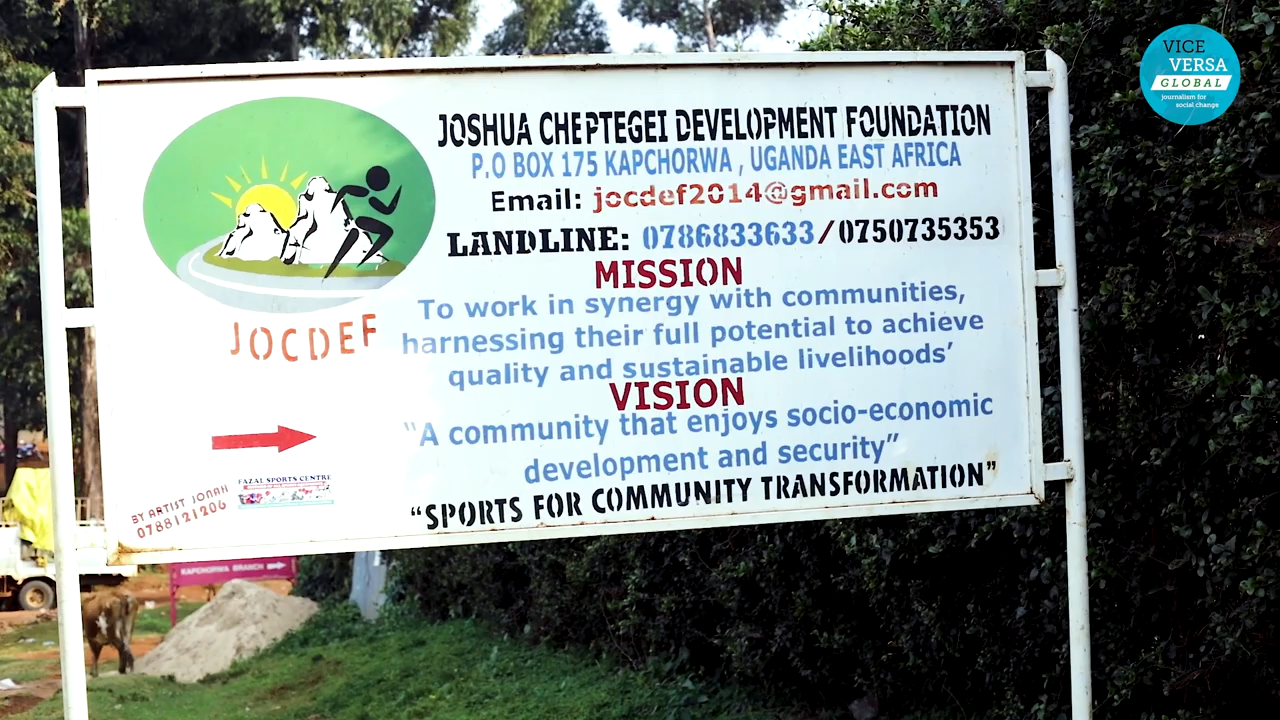 VICE
VERSA
GLOBAL
journalism for
social change
JOSHUA CHEPTEGEI DEVELOPMENT FOUNDATION
P.O BOX 175 KAPCHORWA , UGANDA EAST AFRICA
Email: jocdef2014@gmail.com
LANDLINE: 0786833633/0750735353
MISSION
To work in synergy with communities,
harnessing their full potential to achieve
quality and sustainable livelihoods’
VISION
“A community that enjoys socio-economic
development and security”
“SPORTS FOR COMMUNITY TRANSFORMATION”
JOCDEF
FAZAL SPORTS CENTRE
BY ARTIST JONAH
0788121206
KAPCHORWA BRANCH